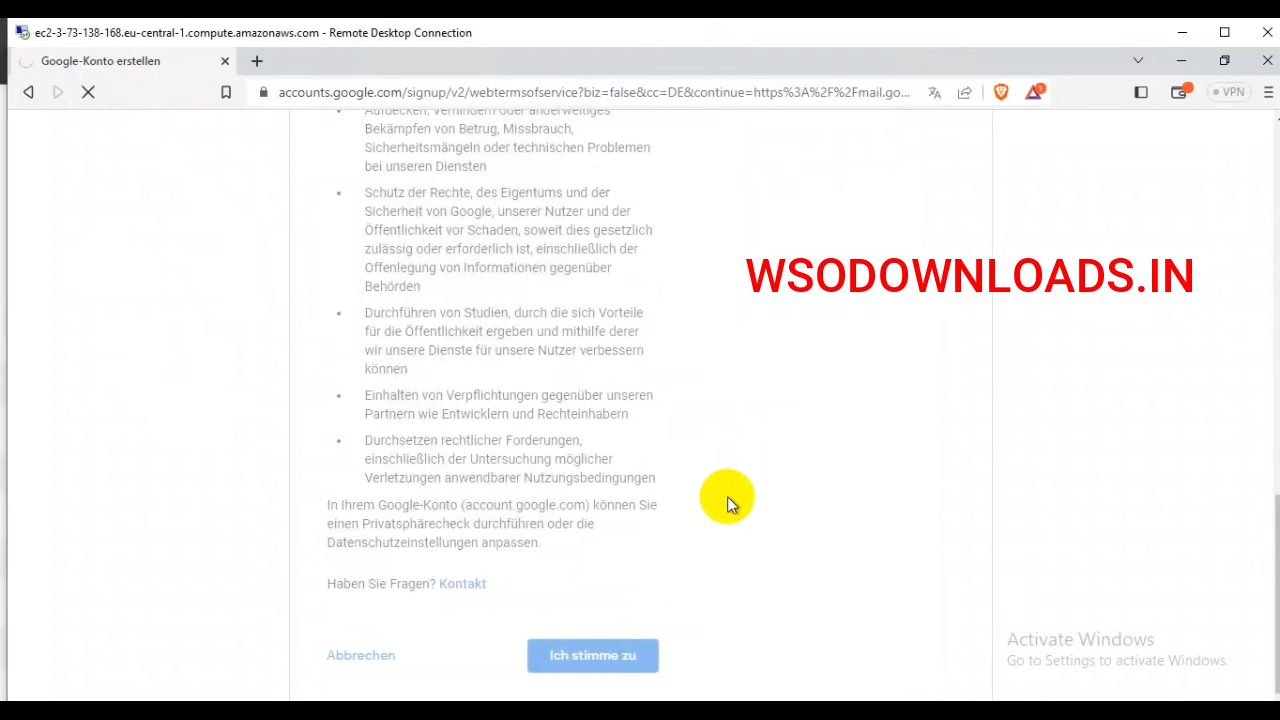 ec2-3-73-138-168.eu-central-1.compute.amazonaws.com - Remote Desktop Connection
Google-Konto erstellen
accounts.google.com/signup/v2/webtermsofservice?biz=false&cc=DE&continue=https%3A%2F%2Fmail.go...
VPN
Aufdecken, Verhindern oder anderweitiges
Bekämpfen von Betrug, Missbrauch,
Sicherheitsmängeln oder technischen Problemen
bei unseren Diensten
• Schutz der Rechte, des Eigentums und der
Sicherheit von Google, unserer Nutzer und der
Öffentlichkeit vor Schaden, soweit dies gesetzlich
zulässig oder erforderlich ist, einschließlich der
Offenlegung von Informationen gegenüber
Behörden
• Durchführen von Studien, durch die sich Vorteile
für die Öffentlichkeit ergeben und mithilfe derer
wir unsere Dienste für unsere Nutzer verbessern
können
• Einhalten von Verpflichtungen gegenüber unseren
Partnern wie Entwicklern und Rechteinhabern
• Durchsetzen rechtlicher Forderungen,
einschließlich der Untersuchung möglicher
Verletzungen anwendbarer Nutzungsbedingungen
In Ihrem Google-Konto (account.google.com) können Sie
einen Privatsphärecheck durchführen oder die
Datenschutzeinstellungen anpassen.
Haben Sie Fragen? Kontakt
Abbrechen
Ich stimme zu
WSODOWNLOADS.IN
Activate Windows
Go to Settings to activate Windows.